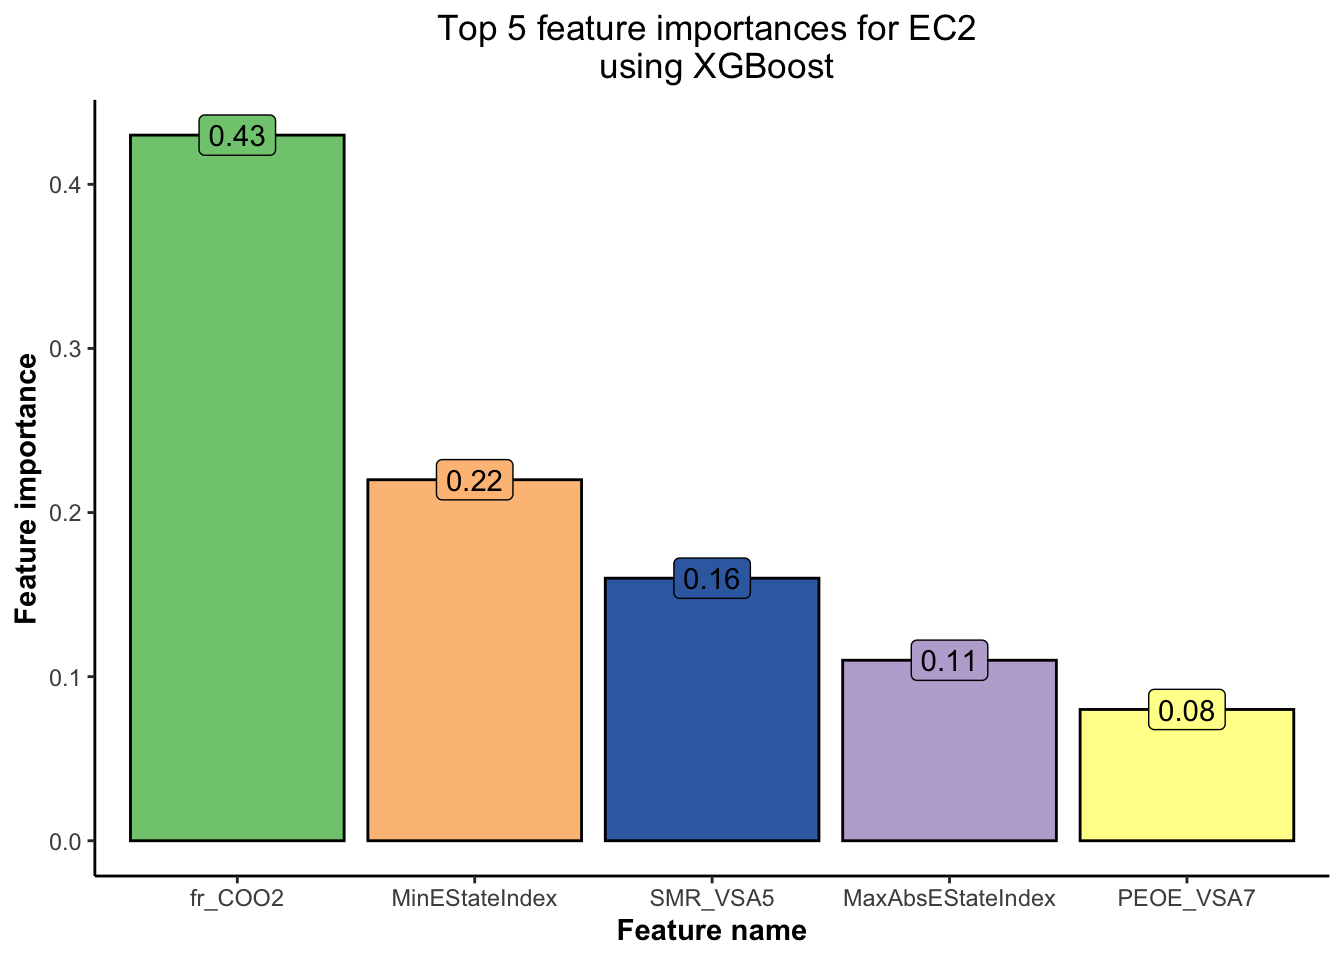 Top 5 feature importances for EC2
using XGBoost
Feature importance
0.4
0.3
0.2
0.1
0.0
0.43
0.22
0.16
0.11
0.08
fr_COO2
MinEStateIndex
SMR_VSA5
MaxAbsEStateIndex
PEOE_VSA7
Feature name